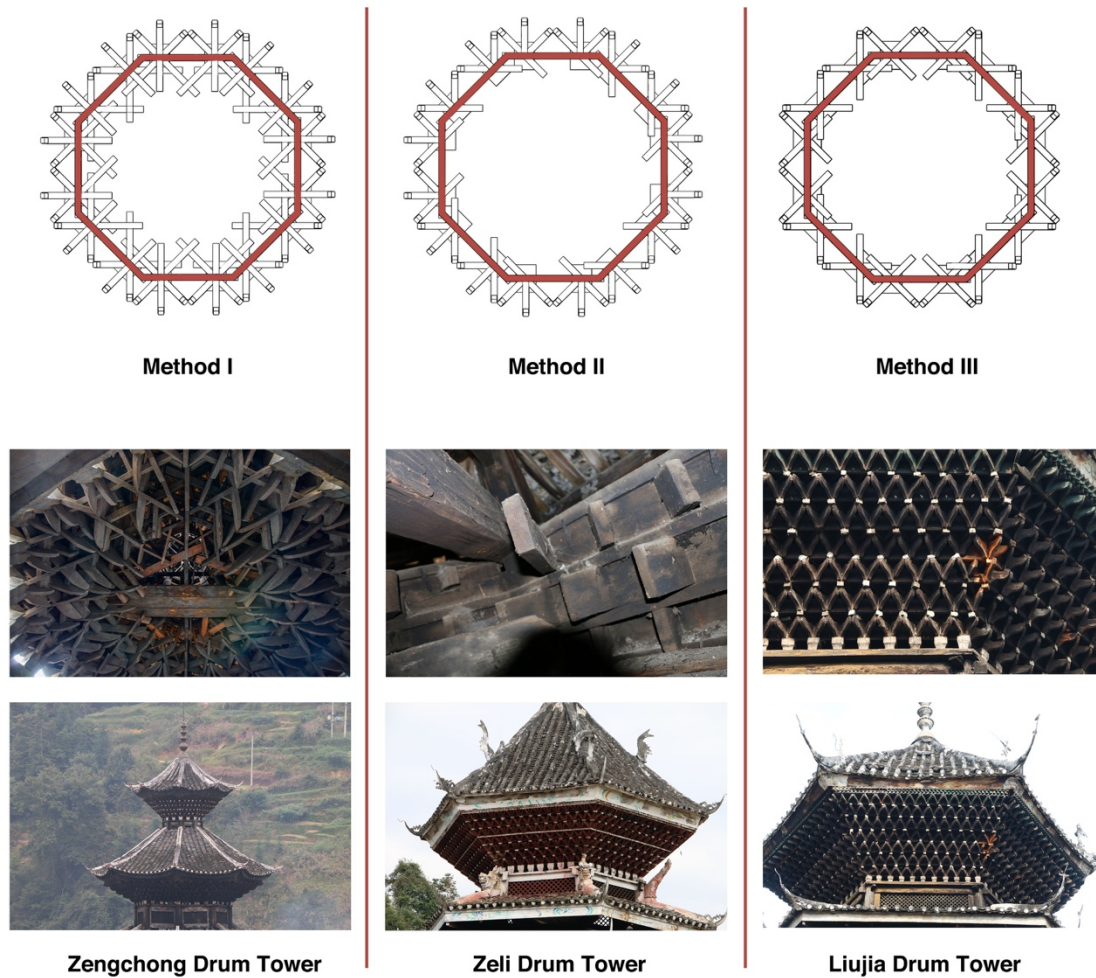 Method I
Method II
Method III
Zengchong Drum Tower
Zeli Drum Tower
Liujia Drum Tower